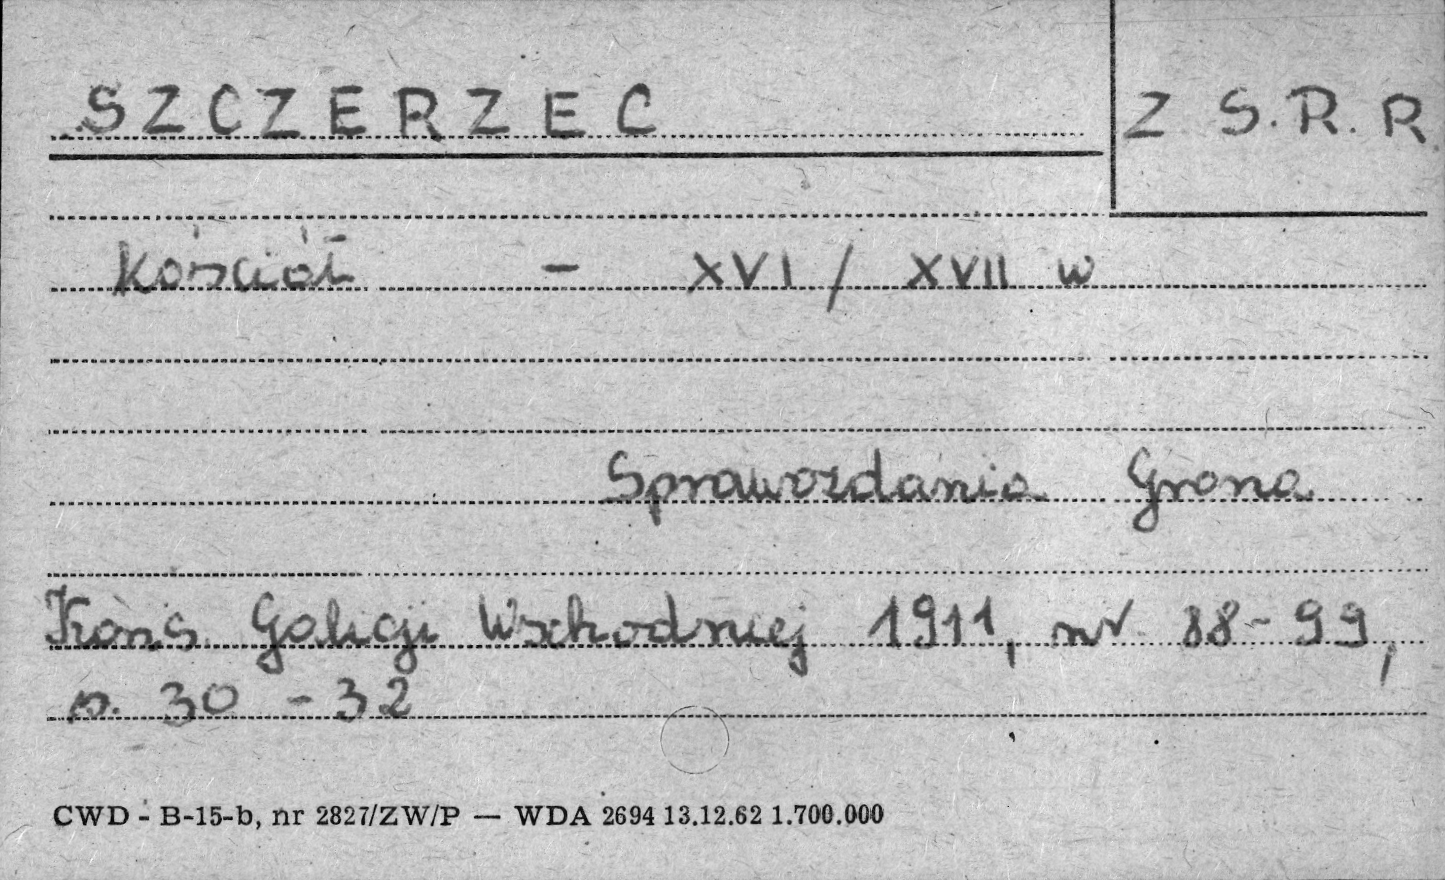 SZCZERZEC
Z S.R.R.
Kościół - XVI / XVII w
Sprawozdania Grona
Kons. Galicji Wschodniej 1911, nr 88-99,
s. 30 - 32
CWD - B-15-b, nr 2827/ZW/P — WDA 2694 13.12.62 1.700.000